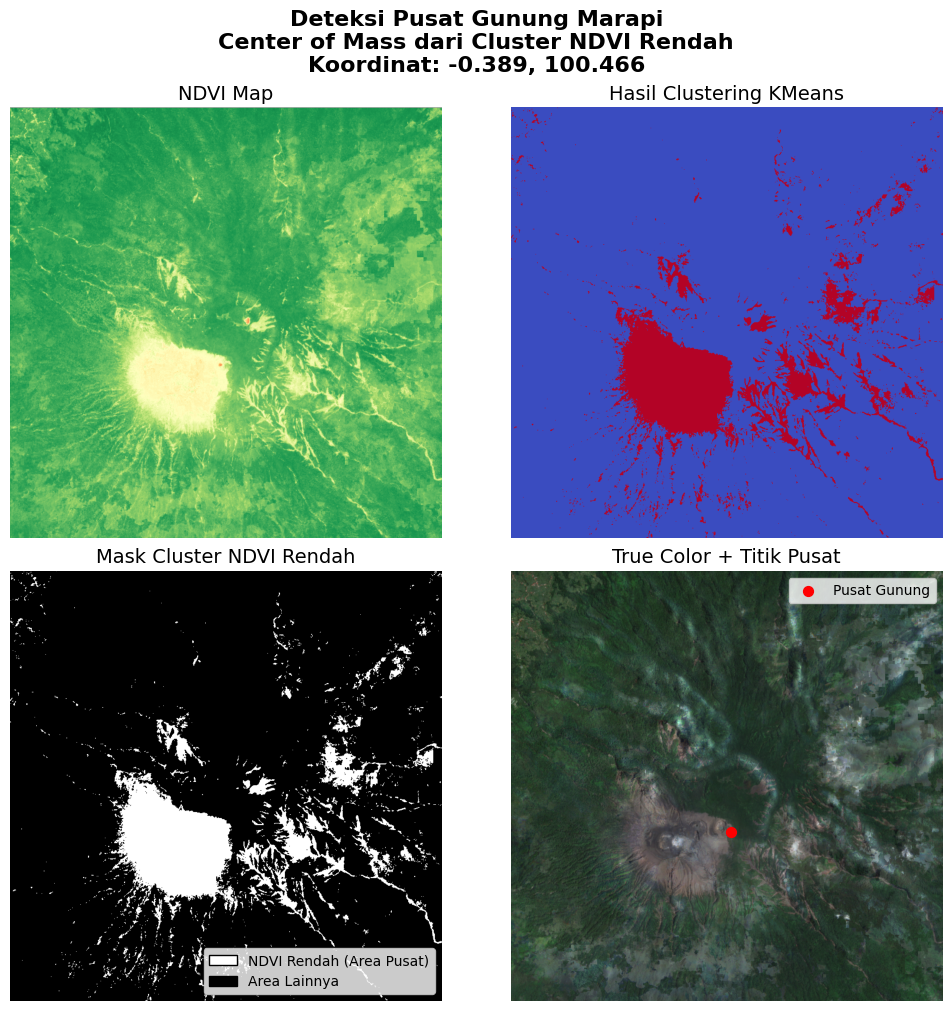 Deteksi Pusat Gunung Marapi
Center of Mass dari Cluster NDVI Rendah
Koordinat: -0.389, 100.466
NDVI Map
Hasil Clustering KMeans
Mask Cluster NDVI Rendah
NDVI Rendah (Area Pusat)
Area Lainnya
True Color + Titik Pusat
Pusat Gunung